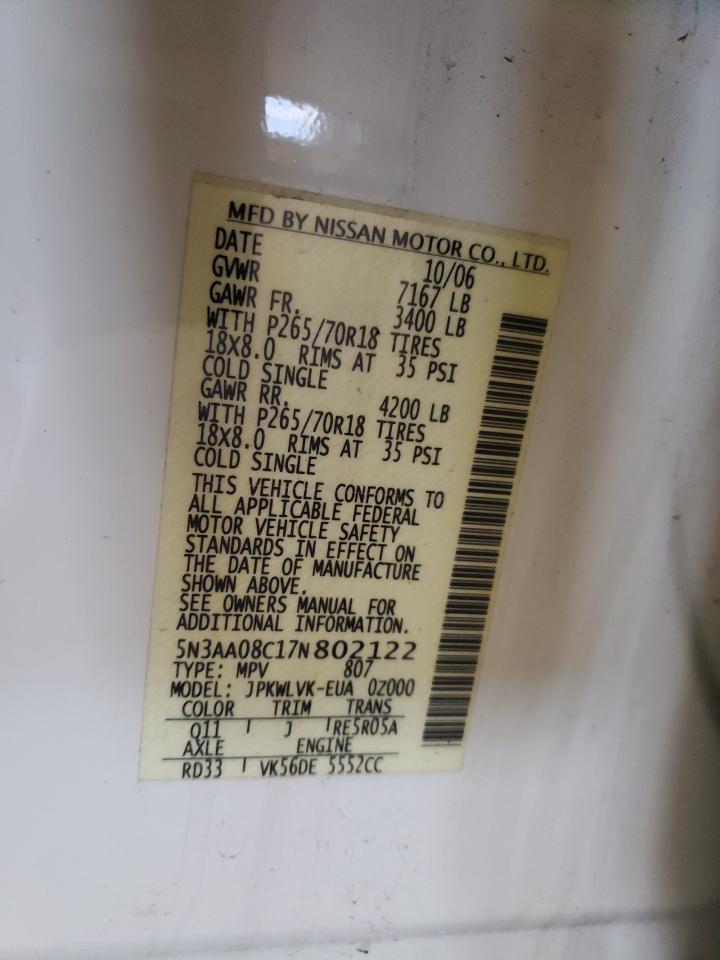 MFD BY NISSAN MOTOR CO., LTD.
DATE 10/06
GVWR 7167 LB
GAWR FR. 3400 LB
WITH P265/70R18 TIRES
18X8.0 RIMS AT 35 PSI
COLD SINGLE
GAWR RR. 4200 LB
WITH P265/70R18 TIRES
18X8.0 RIMS AT 35 PSI
COLD SINGLE
THIS VEHICLE CONFORMS TO
ALL APPLICABLE FEDERAL
MOTOR VEHICLE SAFETY
STANDARDS IN EFFECT ON
THE DATE OF MANUFACTURE
SHOWN ABOVE.
SEE OWNERS MANUAL FOR
ADDITIONAL INFORMATION.
5N3AA08C17N802122
TYPE: MPV 807
MODEL: JPKWLVK-EUA 0Z000
COLOR TRIM TRANS
Q11 J RE5R05A
AXLE ENGINE
RD33 VK56DE 5552CC